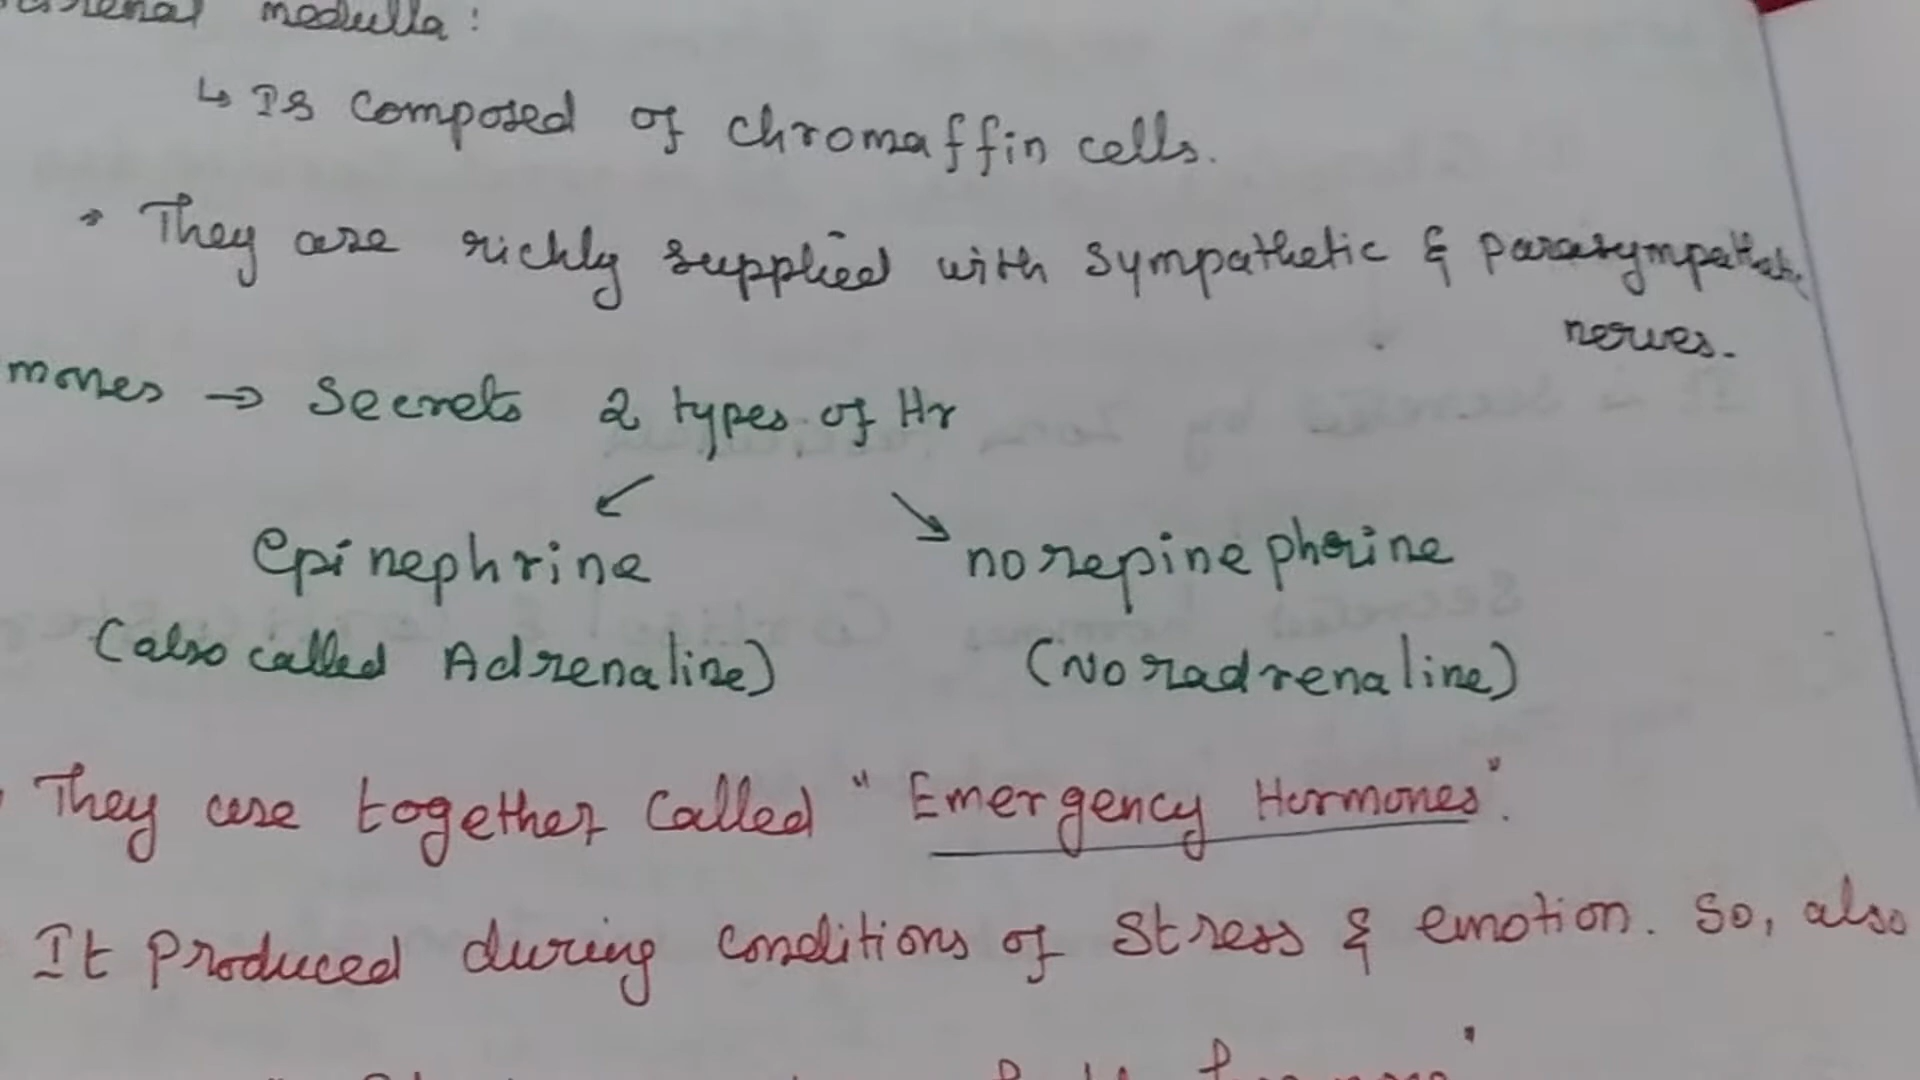 medulla :
↳ Is composed of chromaffin cells.
They are richly supplied with sympathetic & parasympathetic
nerves.
mones → Secrets 2 types of Hr
↙ ↘
Epinephrine norepinepherine
(also called Adrenaline) (Noradrenaline)
They are together called "Emergency Hormones".
It produced during conditions of Stress & emotion. So, also